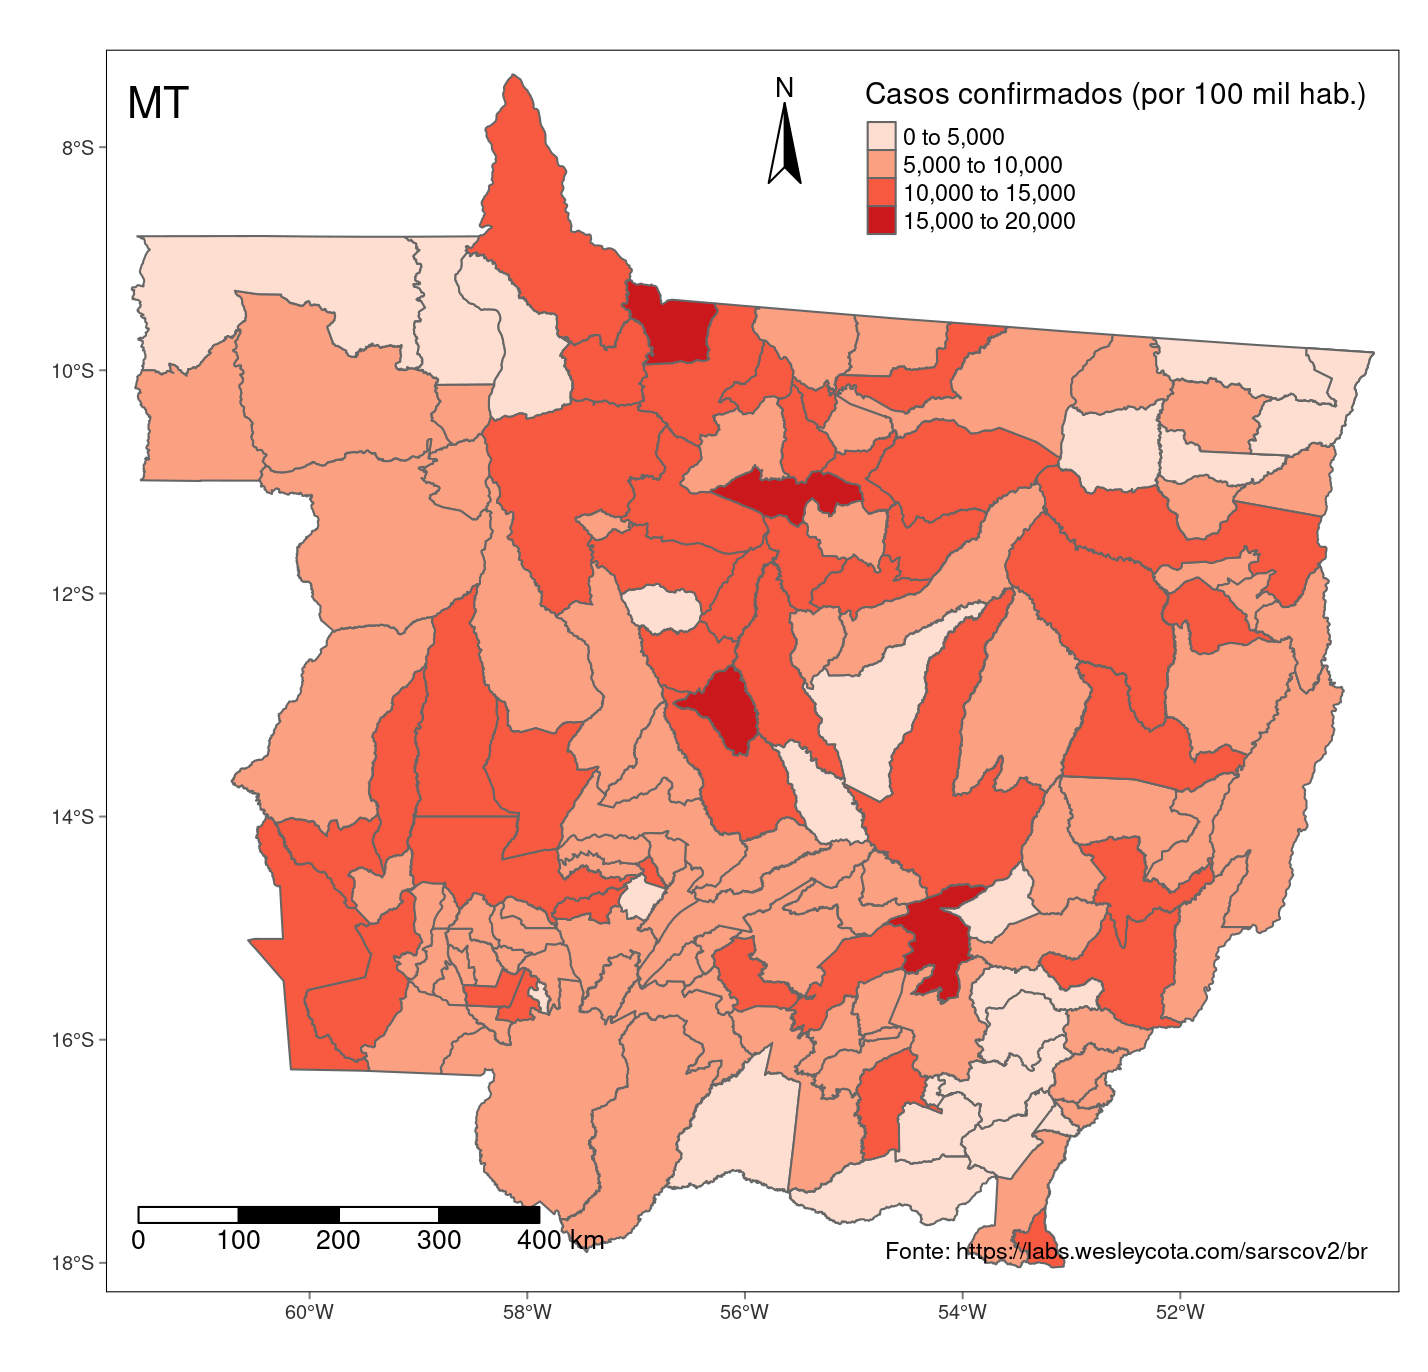 MT
N
Casos confirmados (por 100 mil hab.)
0 to 5,000
5,000 to 10,000
10,000 to 15,000
15,000 to 20,000
8°S
10°S
12°S
14°S
16°S
18°S
0 100 200 300 400 km
Fonte: https://labs.wesleycota.com/sarscov2/br
60°W 58°W 56°W 54°W 52°W